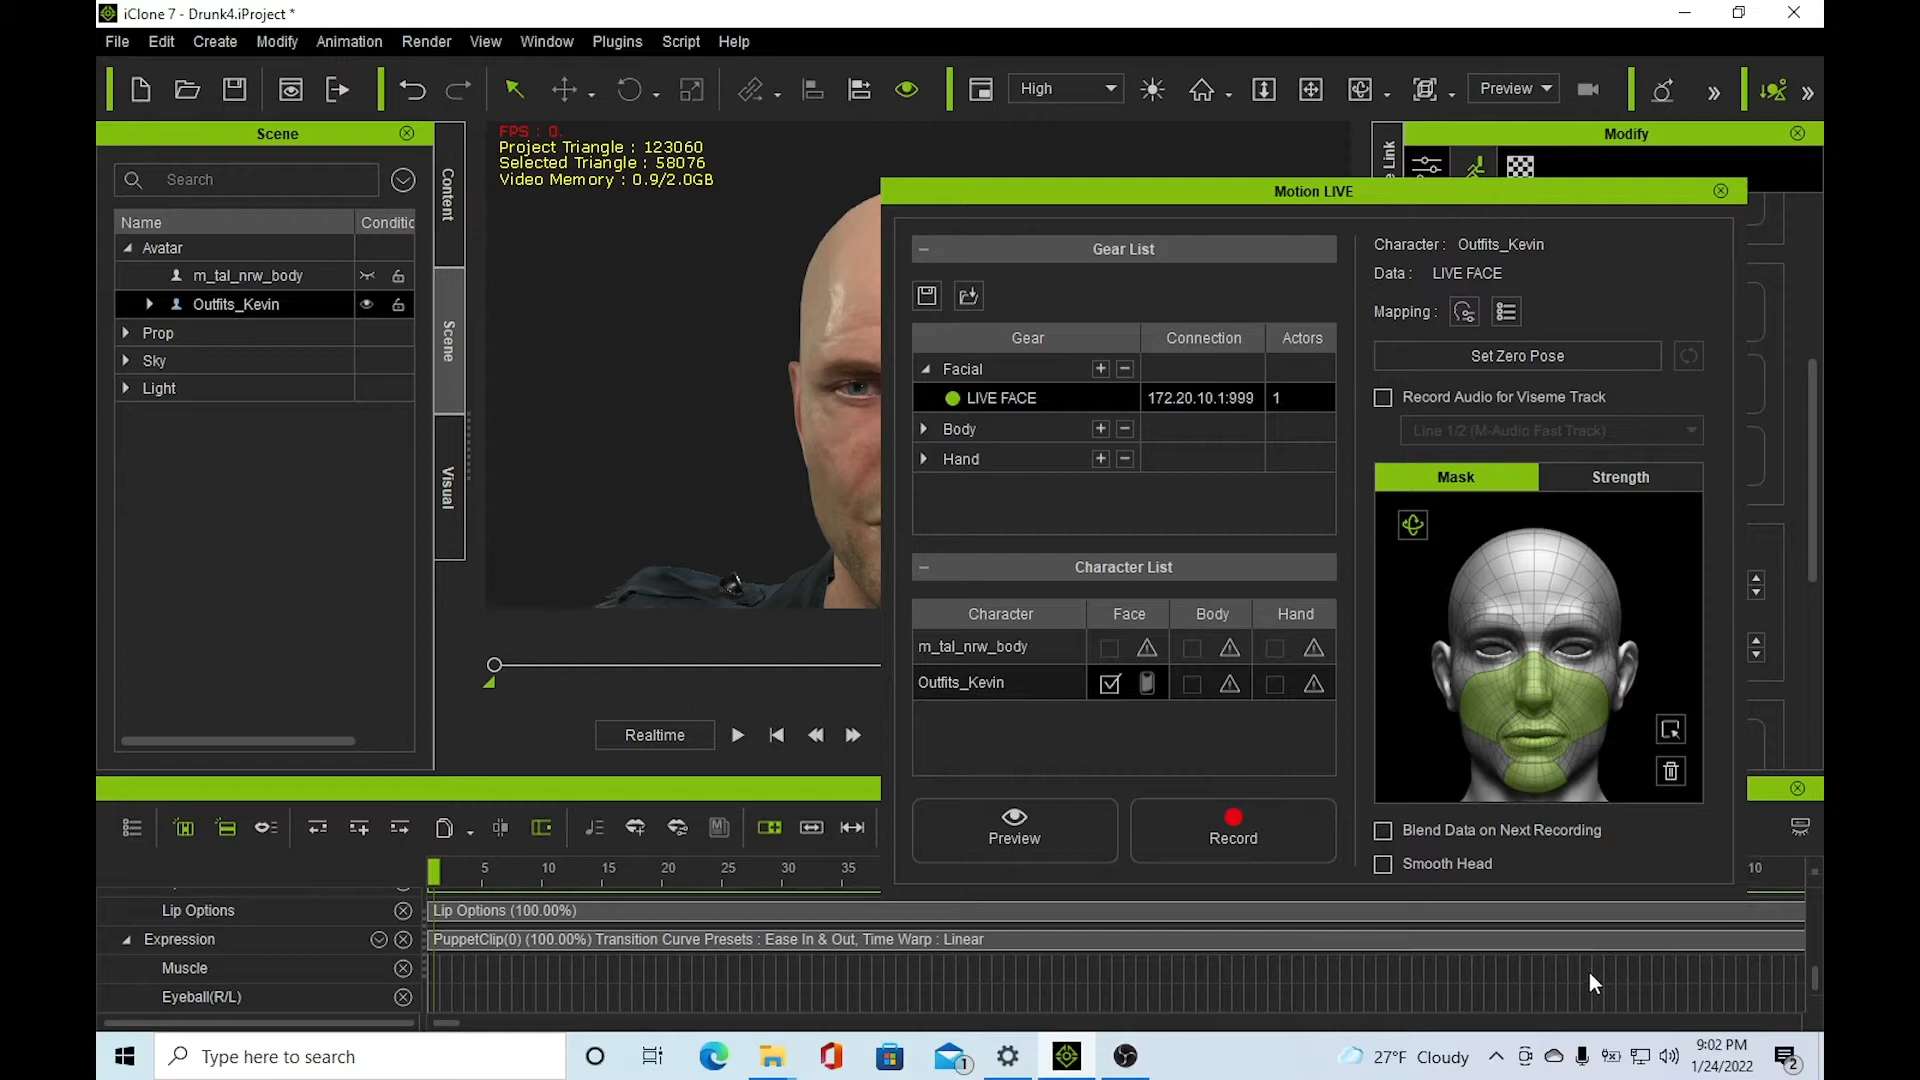 iClone 7 - Drunk4.iProject *
File Edit Create Modify Animation Render View Window Plugins Script Help
High
Preview
Scene
Search
Name Conditic
Avatar
m_tal_nrw_body
Outfits_Kevin
Prop
Sky
Light
Content
Scene
Visual
FPS : 0.
Project Triangle : 123060
Selected Triangle : 58076
Video Memory : 0.9/2.0GB
Realtime
Link
Modify
Motion LIVE
Gear List
Gear Connection Actors
Facial
LIVE FACE 172.20.10.1:999 1
Body
Hand
Character List
Character Face Body Hand
m_tal_nrw_body
Outfits_Kevin
Preview
Record
Character : Outfits_Kevin
Data : LIVE FACE
Mapping :
Set Zero Pose
Record Audio for Viseme Track
Line 1/2 (M-Audio Fast Track)
Mask Strength
Blend Data on Next Recording
Smooth Head
5 10 15 20 25 30 35 10
Lip Options Lip Options (100.00%)
Expression PuppetClip(0) (100.00%) Transition Curve Presets : Ease In & Out, Time Warp : Linear
Muscle
Eyeball(R/L)
Type here to search
1
27°F Cloudy
9:02 PM
1/24/2022
2